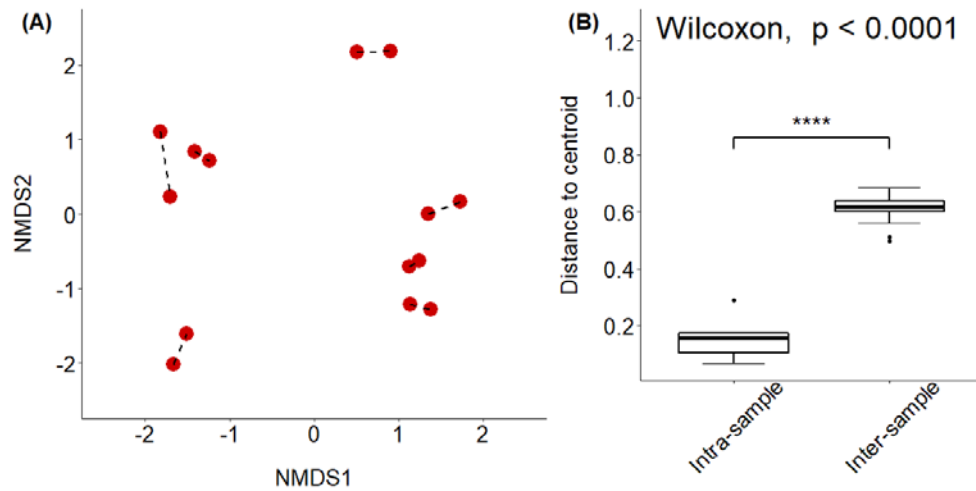 (A)
2
1
0
-1
-2
NMDS2
-2 -1 0 1 2
NMDS1
(B)
Wilcoxon, p < 0.0001
****
1.2
1.0
0.8
0.6
0.4
0.2
Distance to centroid
Intra-sample
Inter-sample